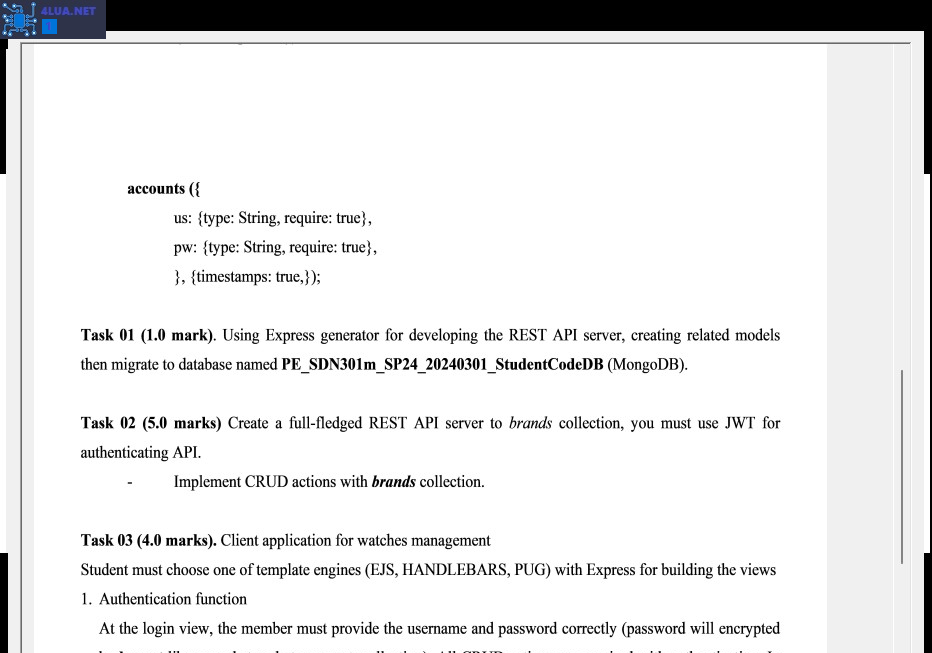 4LUA.NET
accounts ({
us: {type: String, require: true},
pw: {type: String, require: true},
}, {timestamps: true,});
Task 01 (1.0 mark). Using Express generator for developing the REST API server, creating related models
then migrate to database named PE_SDN301m_SP24_20240301_StudentCodeDB (MongoDB).
Task 02 (5.0 marks) Create a full-fledged REST API server to brands collection, you must use JWT for
authenticating API.
- Implement CRUD actions with brands collection.
Task 03 (4.0 marks). Client application for watches management
Student must choose one of template engines (EJS, HANDLEBARS, PUG) with Express for building the views
1. Authentication function
At the login view, the member must provide the username and password correctly (password will encrypted